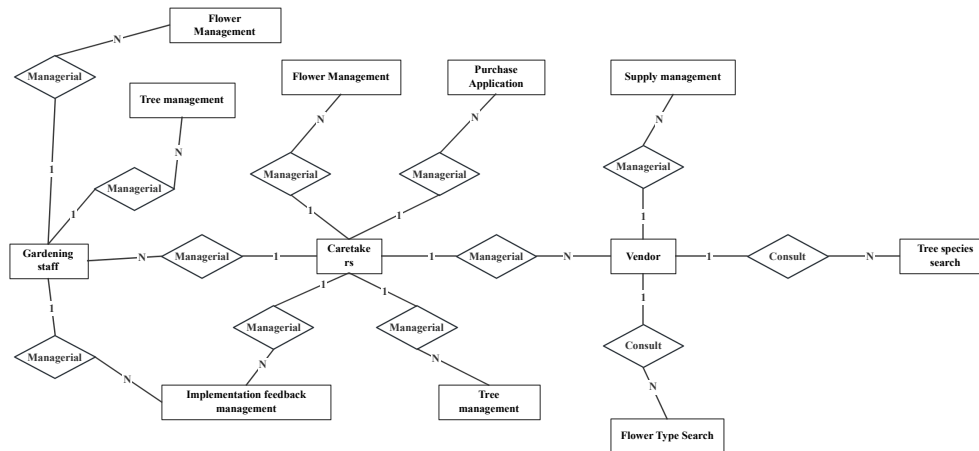 Flower
Management
N
Managerial
1
Tree management
N
Managerial
1
Flower Management
N
Managerial
1
Purchase
Application
N
Managerial
1
Supply management
N
Managerial
1
Gardening
staff
N
Managerial
1
Caretake
rs
1
Managerial
N
Vendor
1
Consult
N
Tree species
search
1
Managerial
N
1
Managerial
N
Implementation feedback
management
1
Managerial
N
Tree
management
1
Consult
N
Flower Type Search